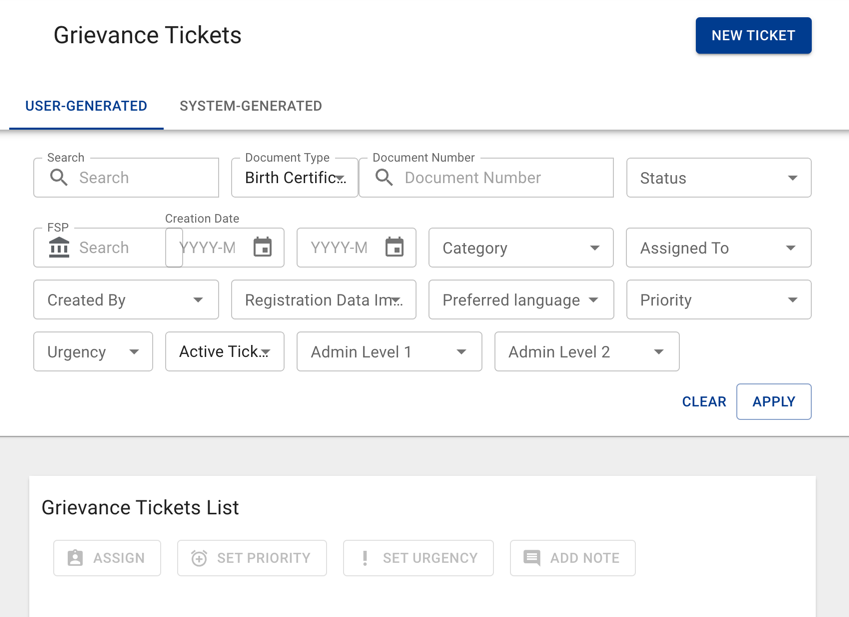 Grievance Tickets
NEW TICKET
USER-GENERATED
SYSTEM-GENERATED
Search
Search
Document Type
Birth Certific...
Document Number
Document Number
Status
FSP
Search
Creation Date
YYYY-M
YYYY-M
Category
Assigned To
Created By
Registration Data Im...
Preferred language
Priority
Urgency
Active Tick...
Admin Level 1
Admin Level 2
CLEAR
APPLY
Grievance Tickets List
ASSIGN
SET PRIORITY
SET URGENCY
ADD NOTE